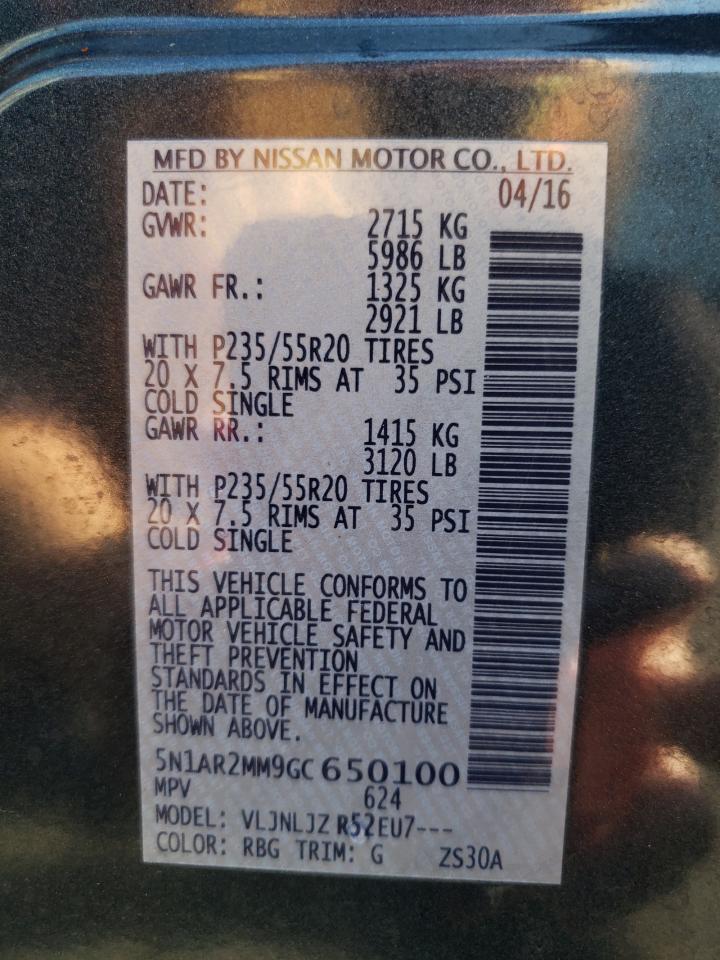 MFD BY NISSAN MOTOR CO., LTD.
DATE: 04/16
GVWR: 2715 KG
5986 LB
GAWR FR.: 1325 KG
2921 LB
WITH P235/55R20 TIRES
20 X 7.5 RIMS AT 35 PSI
COLD SINGLE
GAWR RR.: 1415 KG
3120 LB
WITH P235/55R20 TIRES
20 X 7.5 RIMS AT 35 PSI
COLD SINGLE
THIS VEHICLE CONFORMS TO
ALL APPLICABLE FEDERAL
MOTOR VEHICLE SAFETY AND
THEFT PREVENTION
STANDARDS IN EFFECT ON
THE DATE OF MANUFACTURE
SHOWN ABOVE.
5N1AR2MM9GC650100
MPV 624
MODEL: VLJNLJZ R52EU7---
COLOR: RBG TRIM: G ZS30A